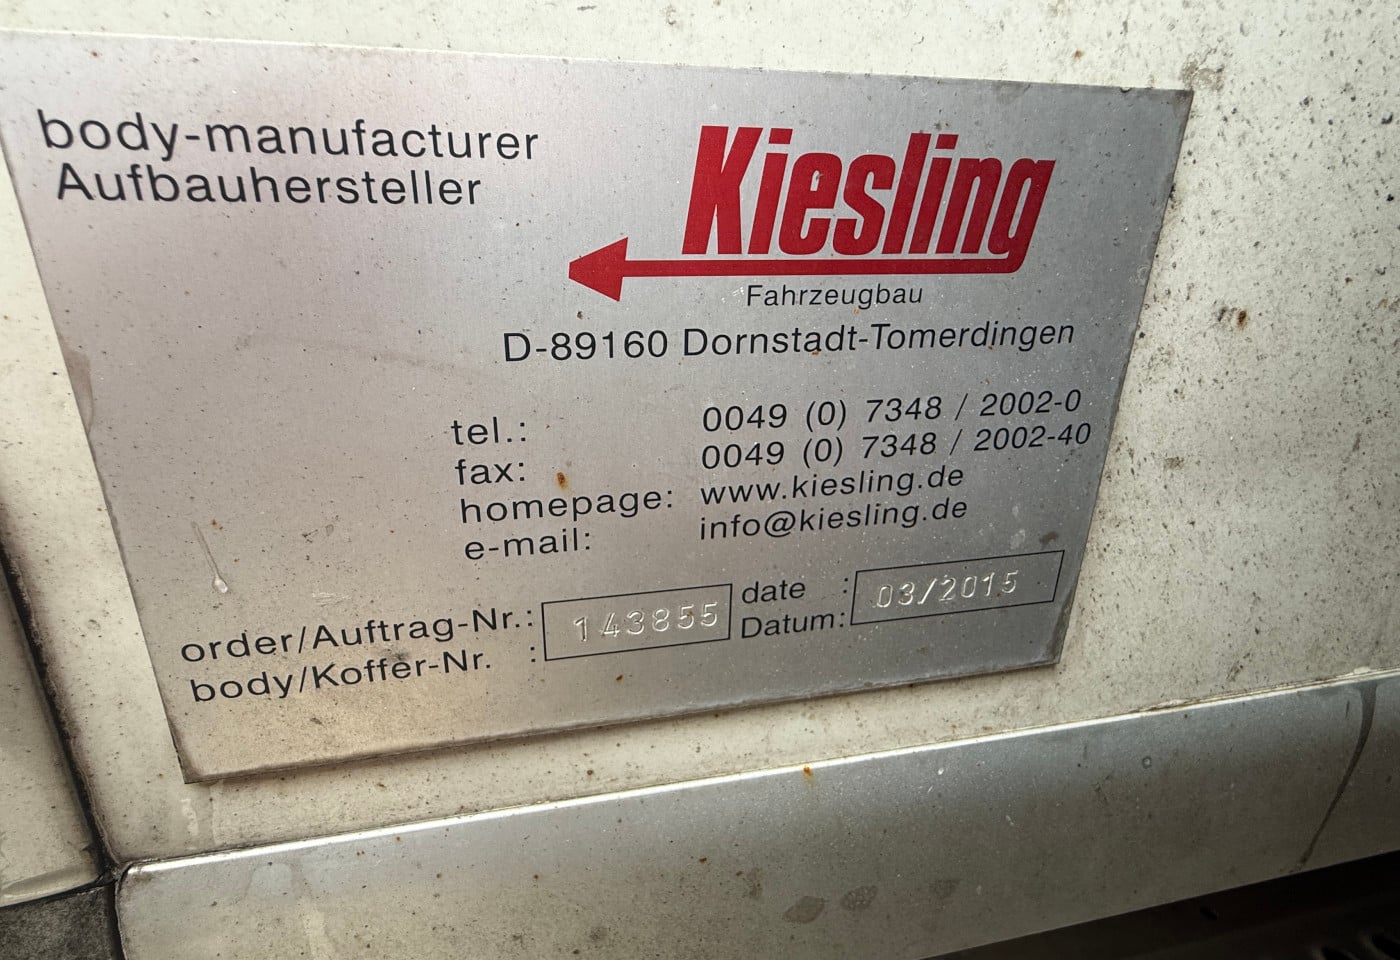 body-manufacturer
Aufbauhersteller
Kiesling
Fahrzeugbau
D-89160 Dornstadt-Tomerdingen
tel.: 0049 (0) 7348 / 2002-0
fax: 0049 (0) 7348 / 2002-40
homepage: www.kiesling.de
e-mail: info@kiesling.de
order/Auftrag-Nr.: 143855 date : 03/2015
body/Koffer-Nr. : Datum: